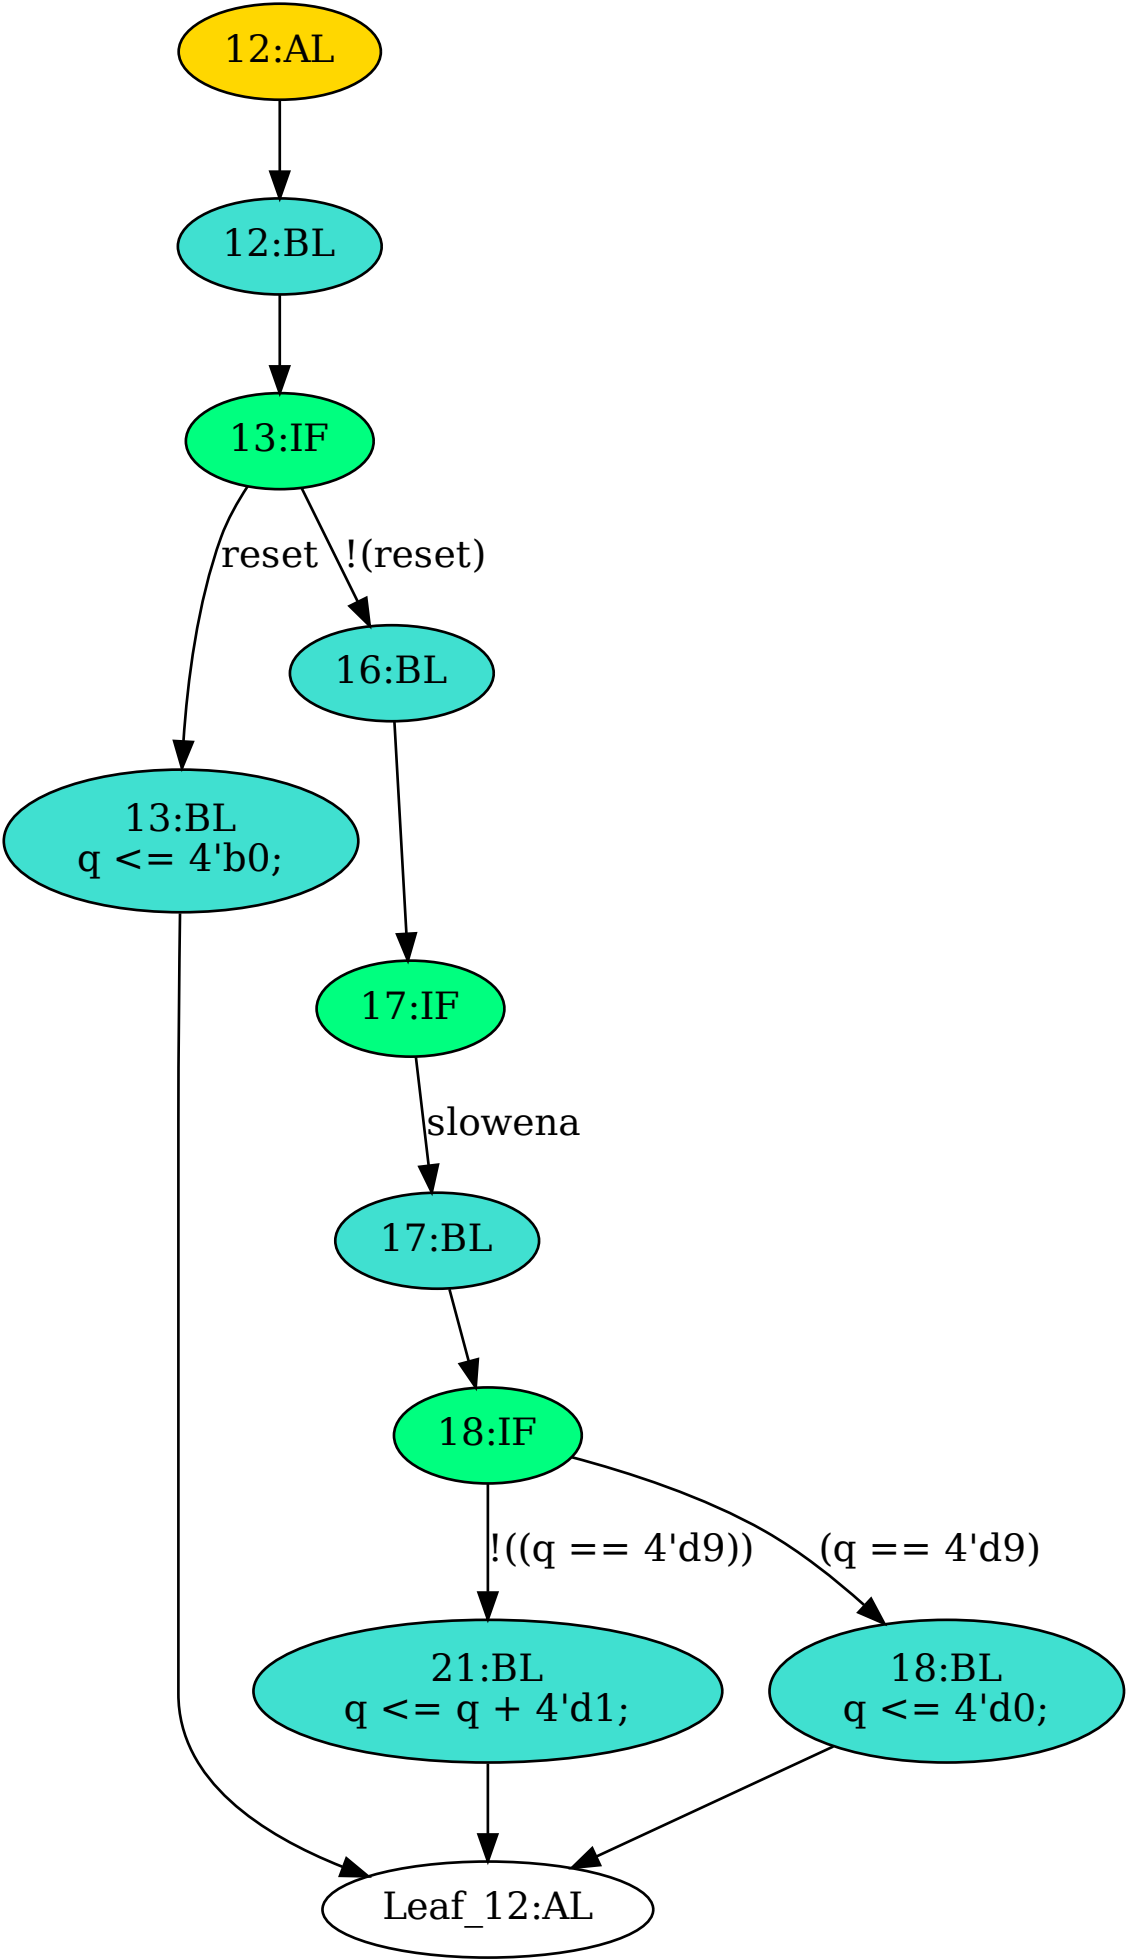 12:AL
12:BL
13:IF
reset
!(reset)
16:BL
13:BL
q <= 4'b0;
17:IF
slowena
17:BL
18:IF
!((q == 4'd9))
(q == 4'd9)
21:BL
q <= q + 4'd1;
18:BL
q <= 4'd0;
Leaf_12:AL